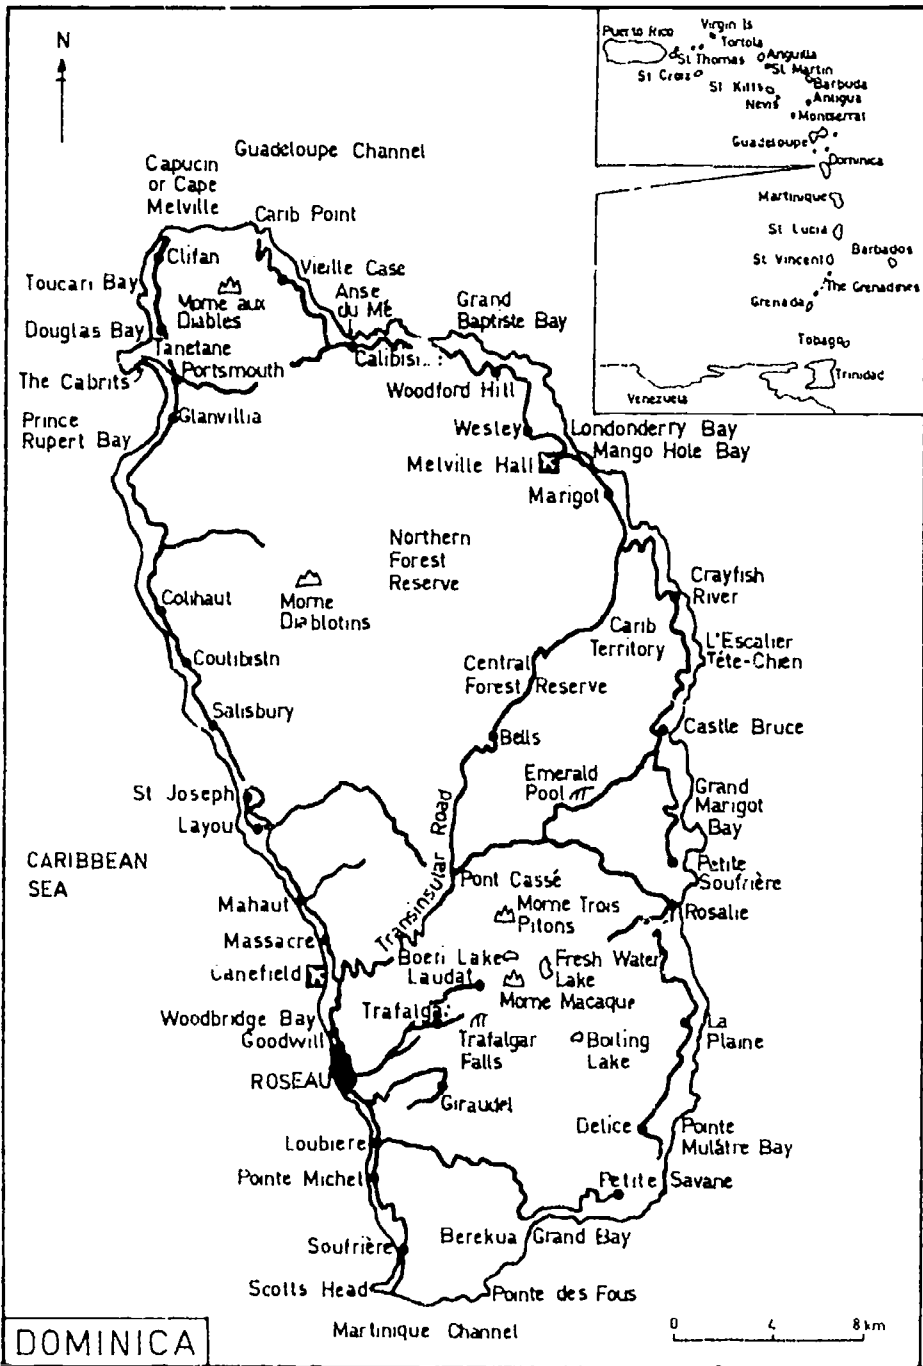 N
Guadeloupe Channel
Capucin
or Cape
Melville
Carib Point
Clifan
Toucari Bay
Vieille Case
Morne aux
Diables
Anse
du Mé
Grand
Baptiste Bay
Douglas Bay
Tanetane
The Cabrits
Portsmouth
Woodford Hill
Prince
Rupert Bay
Glanvillia
Wesley
Londonderry Bay
Mango Hole Bay
Melville Hall
Marigot
Northern
Forest
Reserve
Morne
Diablotins
Colihaut
Crayfish
River
Carib
Territory
L'Escalier
Téte-Chien
Coulibistn
Central
Forest Reserve
Salisbury
Bells
Castle Bruce
Emerald
Pool
Grand
Marigot
Bay
St Joseph
Layou
CARIBBEAN
SEA
Transinsular Road
Pont Cassé
Petite
Soufrière
Mahaut
Morne Trois
Pitons
Rosalie
Massacre
Canefield
Boeri Lake
Laudat
Fresh Water
Lake
Morne Macaque
Woodbridge Bay
Goodwill
Trafalgar
Falls
Boiling
Lake
La
Plaine
ROSEAU
Giraudel
Delice
Pointe
Mulâtre Bay
Loubiere
Pointe Michel
Petite Savane
Soufrière
Berekua
Grand Bay
Scotts Head
Pointe des Fous
Martinique Channel
DOMINICA
0 4 8 km
Puerto Rico
Virgin Is
Tortola
St Thomas
Anguilla
St Martin
St Croix
St Kitts
Barbuda
Nevis
Antigua
Montserrat
Guadeloupe
Dominica
Martinique
St Lucia
Barbados
St Vincent
The Grenadines
Grenada
Tobago
Trinidad
Venezuela